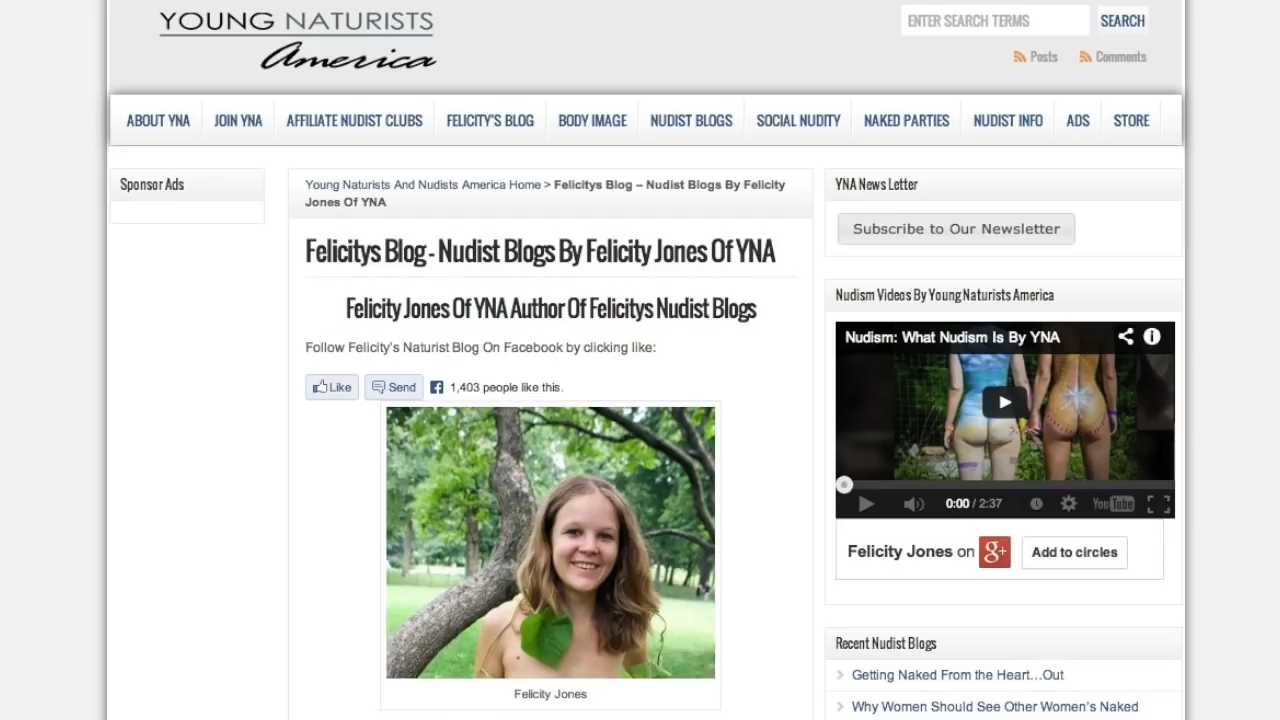 YOUNG NATURISTS
America
ENTER SEARCH TERMS
SEARCH
Posts
Comments
ABOUT YNA
JOIN YNA
AFFILIATE NUDIST CLUBS
FELICITY'S BLOG
BODY IMAGE
NUDIST BLOGS
SOCIAL NUDITY
NAKED PARTIES
NUDIST INFO
ADS
STORE
Sponsor Ads
Young Naturists And Nudists America Home > Felicitys Blog – Nudist Blogs By Felicity
Jones Of YNA
Felicitys Blog - Nudist Blogs By Felicity Jones Of YNA
Felicity Jones Of YNA Author Of Felicitys Nudist Blogs
Follow Felicity's Naturist Blog On Facebook by clicking like:
Like
Send
1,403 people like this.
Felicity Jones
YNA News Letter
Subscribe to Our Newsletter
Nudism Videos By Young Naturists America
Nudism: What Nudism Is By YNA
0:00 / 2:37
YouTube
Felicity Jones on g+
Add to circles
Recent Nudist Blogs
Getting Naked From the Heart…Out
Why Women Should See Other Women's Naked